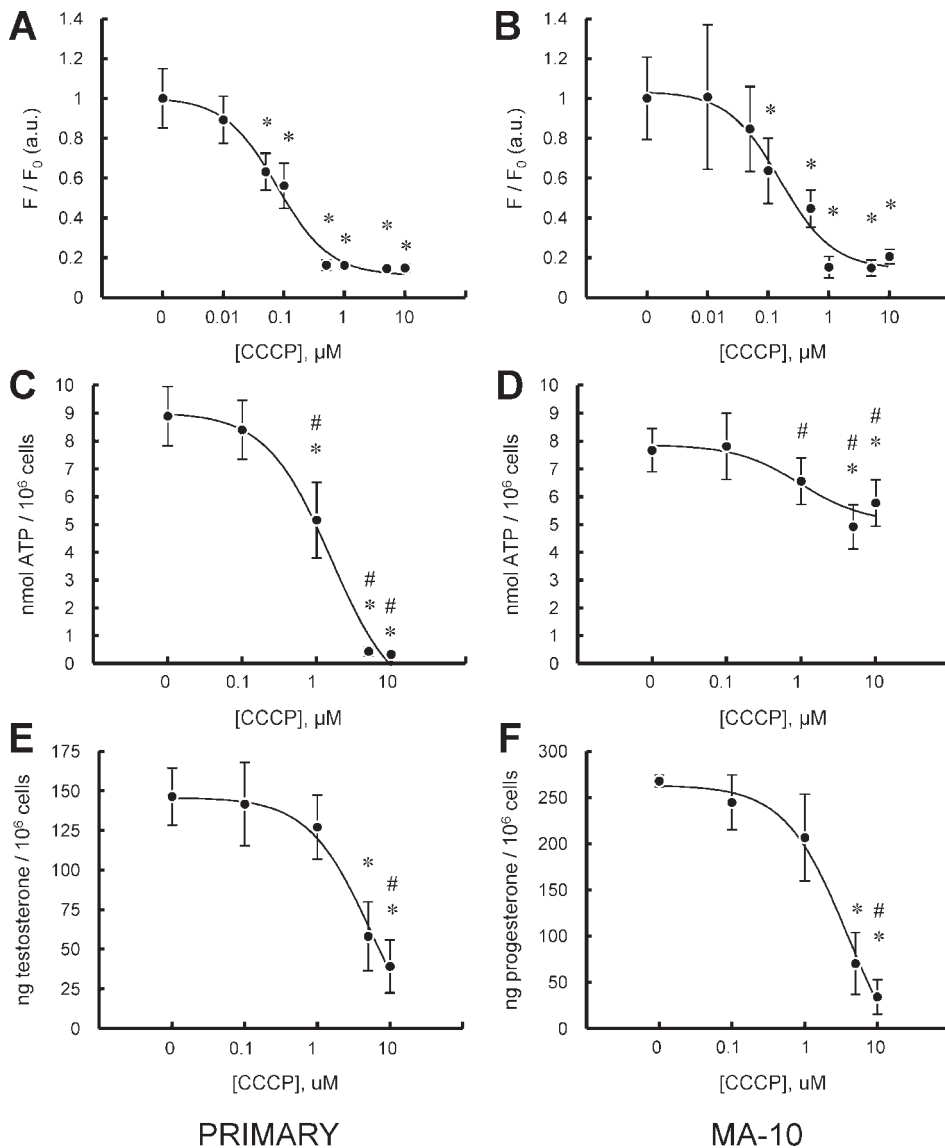 A
1.4
1.2
1
0.8
0.6
0.4
0.2
0
F / F0 (a.u.)
* * * * * *
0 0.01 0.1 1 10
[CCCP], µM
B
1.4
1.2
1
0.8
0.6
0.4
0.2
0
F / F0 (a.u.)
* * * * *
0 0.01 0.1 1 10
[CCCP], µM
C
10
9
8
7
6
5
4
3
2
1
0
nmol ATP / 10⁶ cells
# # #
* * *
0 0.1 1 10
[CCCP], µM
D
10
9
8
7
6
5
4
3
2
1
0
nmol ATP / 10⁶ cells
# # #
* *
0 0.1 1 10
[CCCP], µM
E
175
150
125
100
75
50
25
0
ng testosterone / 10⁶ cells
#
* *
0 0.1 1 10
[CCCP], uM
F
300
250
200
150
100
50
0
ng progesterone / 10⁶ cells
#
* *
0 0.1 1 10
[CCCP], uM
PRIMARY
MA-10